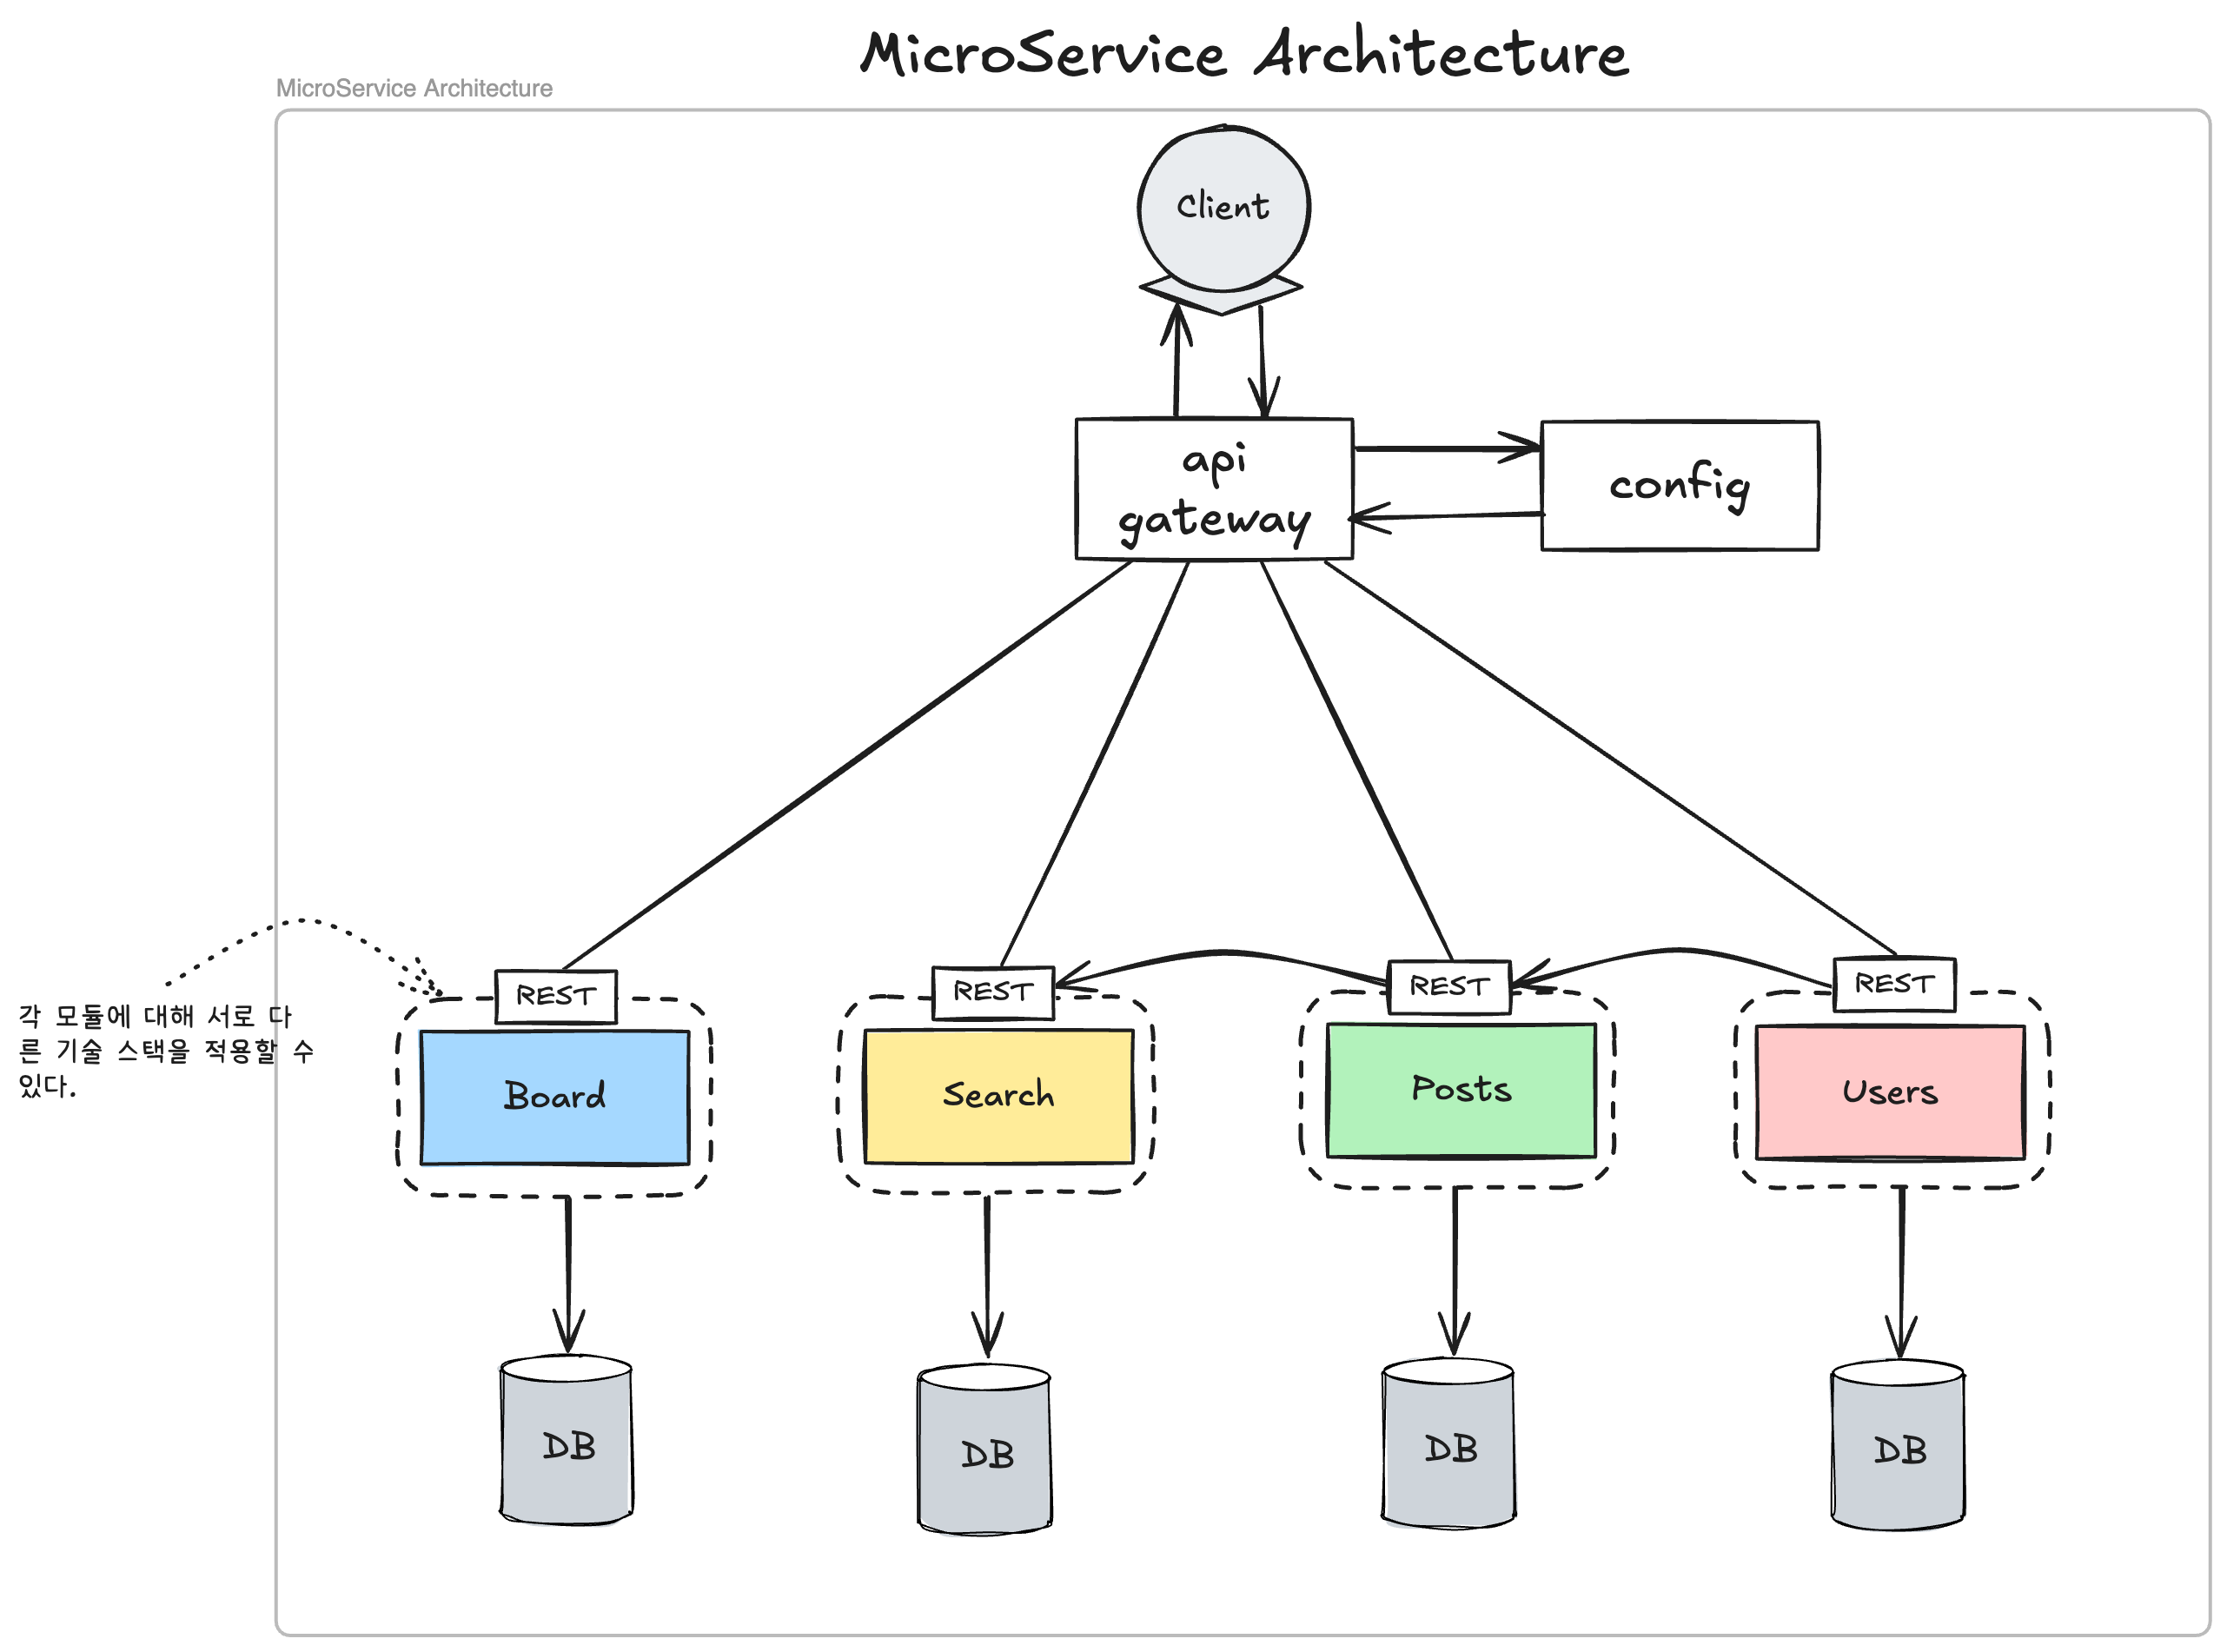 MicroService Architecture
MicroService Architecture
Client
api
gateway
config
REST
REST
REST
REST
각 모듈에 대해 서로 다
른 기술 스택을 적용할 수
있다.
Board
Search
Posts
Users
DB
DB
DB
DB